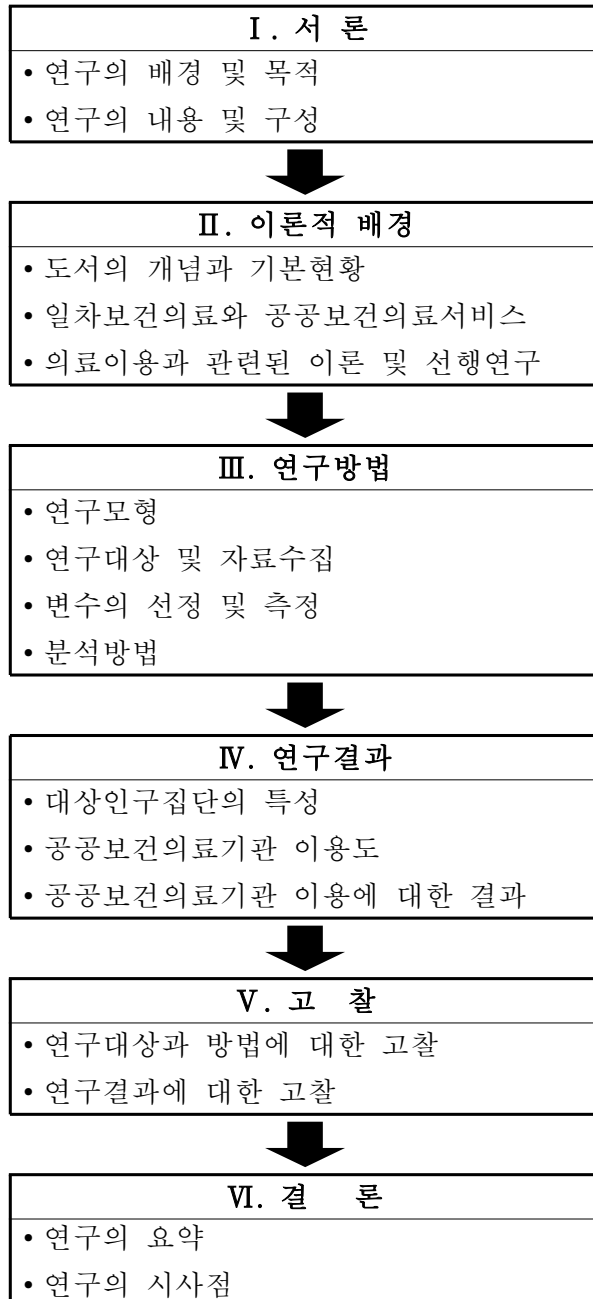 Ⅰ. 서 론
• 연구의 배경 및 목적
• 연구의 내용 및 구성
Ⅱ. 이론적 배경
• 도서의 개념과 기본현황
• 일차보건의료와 공공보건의료서비스
• 의료이용과 관련된 이론 및 선행연구
Ⅲ. 연구방법
• 연구모형
• 연구대상 및 자료수집
• 변수의 선정 및 측정
• 분석방법
Ⅳ. 연구결과
• 대상인구집단의 특성
• 공공보건의료기관 이용도
• 공공보건의료기관 이용에 대한 결과
Ⅴ. 고 찰
• 연구대상과 방법에 대한 고찰
• 연구결과에 대한 고찰
Ⅵ. 결 론
• 연구의 요약
• 연구의 시사점